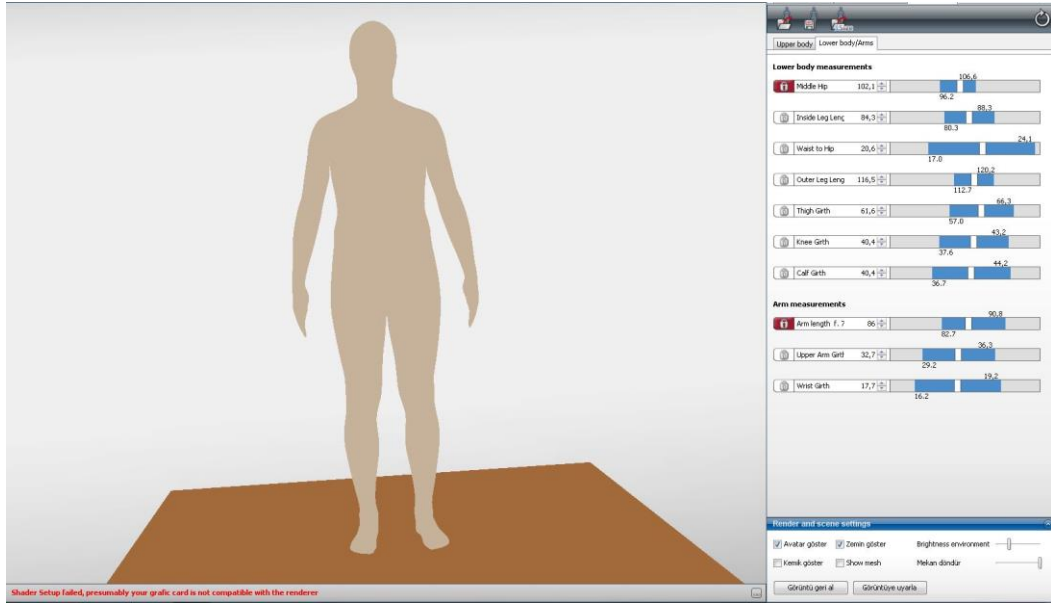 Upper body Lower body/Arms
Lower body measurements
106,6
Middle Hip 102,1
96.2
88,3
Inside Leg Leng 84,3
80.3
24,1
Waist to Hip 20,6
17.0
120,2
Outer Leg Leng 116,5
112.7
66,3
Thigh Girth 61,6
57.0
43,2
Knee Girth 40,4
37.6
44,2
Calf Girth 40,4
36.7
Arm measurements
90,8
Arm length f. 7 86
82.7
36,3
Upper Arm Girth 32,7
29.2
19,2
Wrist Girth 17,7
16.2
Render and scene settings
Avatar göster Zemin göster Brightness environment
Kemik göster Show mesh Mekan döndür
Görüntü geri al Görüntüye uyarla
Shader Setup failed, presumably your grafic card is not compatible with the renderer